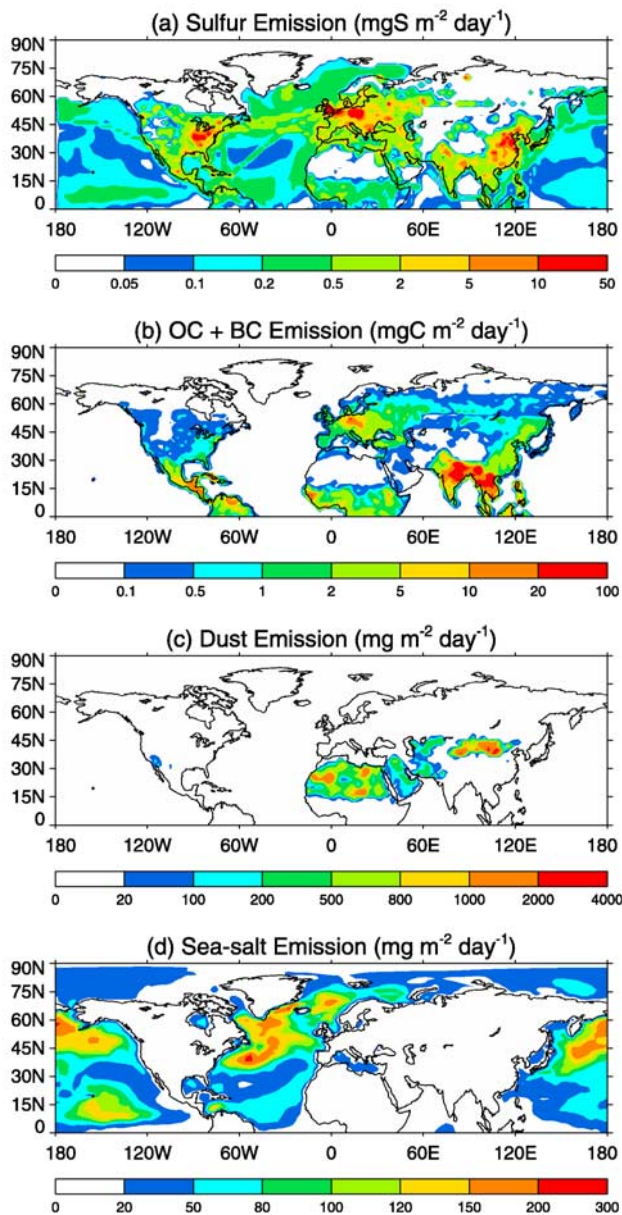 (a) Sulfur Emission (mgS m⁻² day⁻¹)
90N
75N
60N
45N
30N
15N
0
180 120W 60W 0 60E 120E 180
0 0.05 0.1 0.2 0.5 2 5 10 50
(b) OC + BC Emission (mgC m⁻² day⁻¹)
90N
75N
60N
45N
30N
15N
0
180 120W 60W 0 60E 120E 180
0 0.1 0.5 1 2 5 10 20 100
(c) Dust Emission (mg m⁻² day⁻¹)
90N
75N
60N
45N
30N
15N
0
180 120W 60W 0 60E 120E 180
0 20 100 200 500 800 1000 2000 4000
(d) Sea-salt Emission (mg m⁻² day⁻¹)
90N
75N
60N
45N
30N
15N
0
180 120W 60W 0 60E 120E 180
0 20 50 80 100 120 150 200 300